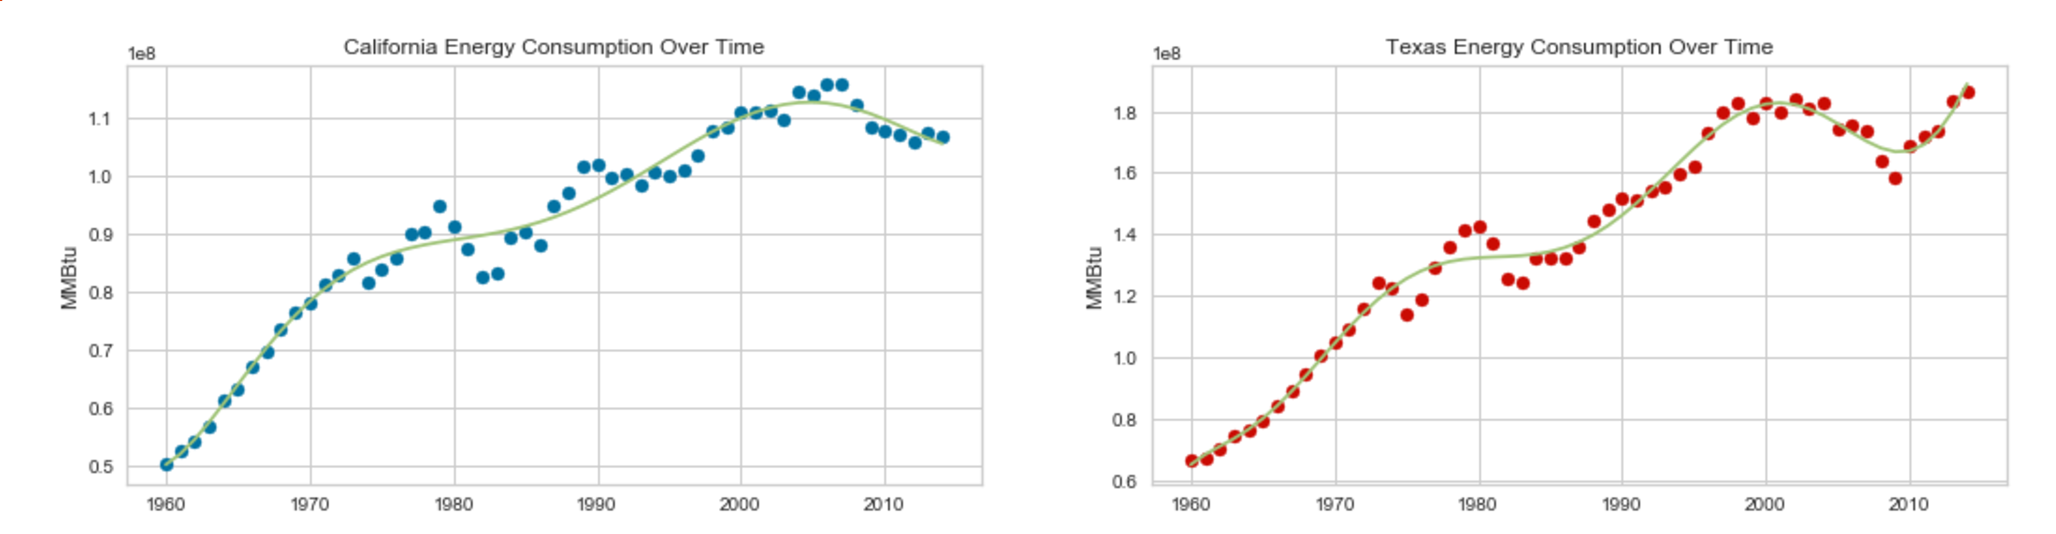 California Energy Consumption Over Time
1e8
MMBtu
1.1
1.0
0.9
0.8
0.7
0.6
0.5
1960 1970 1980 1990 2000 2010
Texas Energy Consumption Over Time
1e8
MMBtu
1.8
1.6
1.4
1.2
1.0
0.8
0.6
1960 1970 1980 1990 2000 2010